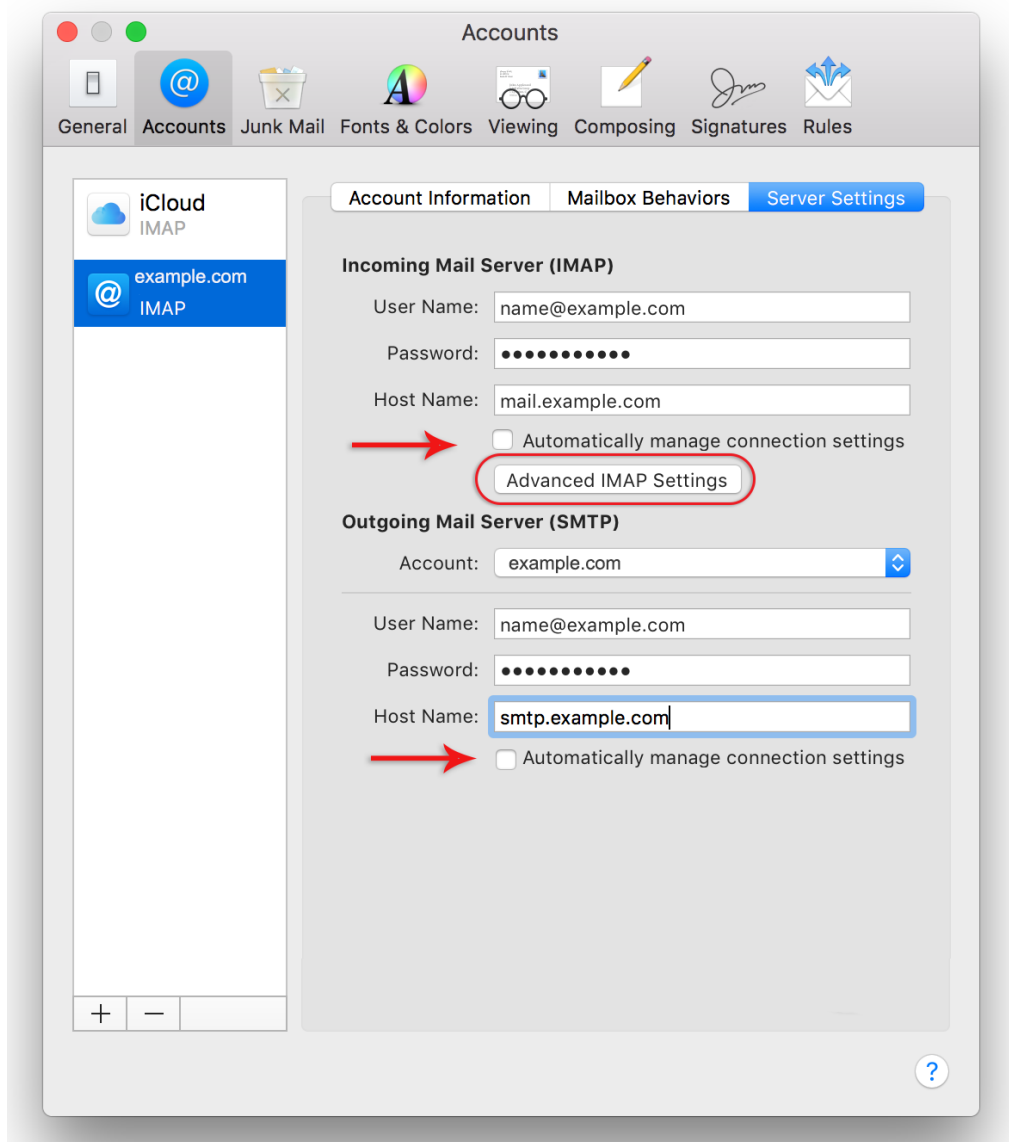 Accounts
General Accounts Junk Mail Fonts & Colors Viewing Composing Signatures Rules
iCloud
IMAP
@ example.com
IMAP
Account Information Mailbox Behaviors Server Settings
Incoming Mail Server (IMAP)
User Name: name@example.com
Password: ●●●●●●●●●●●
Host Name: mail.example.com
Automatically manage connection settings
Advanced IMAP Settings
Outgoing Mail Server (SMTP)
Account: example.com
User Name: name@example.com
Password: ●●●●●●●●●●●
Host Name: smtp.example.com
Automatically manage connection settings
+ −
?